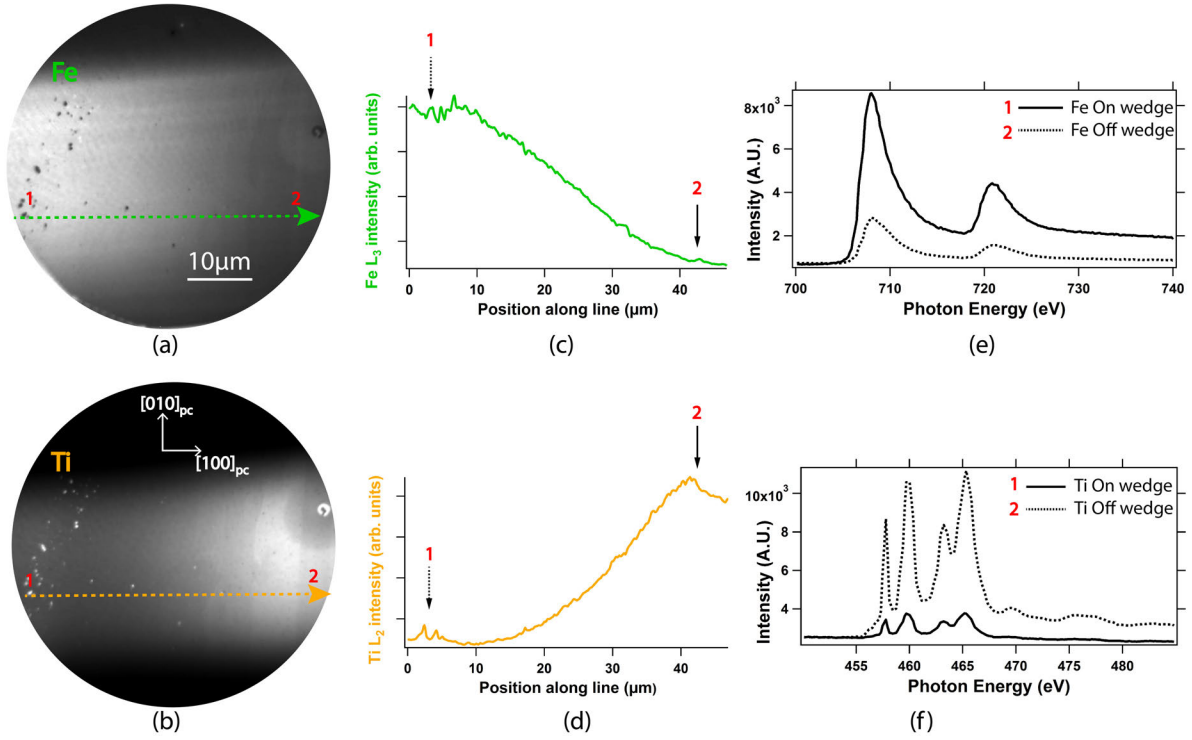 Fe
1
2
10μm
(a)
1
2
Fe L3 intensity (arb. units)
0
10
20
30
40
Position along line (μm)
(c)
8x10³
6
4
2
Intensity (A.U.)
1 Fe On wedge
2 Fe Off wedge
700
710
720
730
740
Photon Energy (eV)
(e)
[010]pc
[100]pc
Ti
1
2
(b)
1
2
Ti L2 intensity (arb. units)
0
10
20
30
40
Position along line (μm)
(d)
10x10³
8
6
4
Intensity (A.U.)
1 Ti On wedge
2 Ti Off wedge
455
460
465
470
475
480
Photon Energy (eV)
(f)